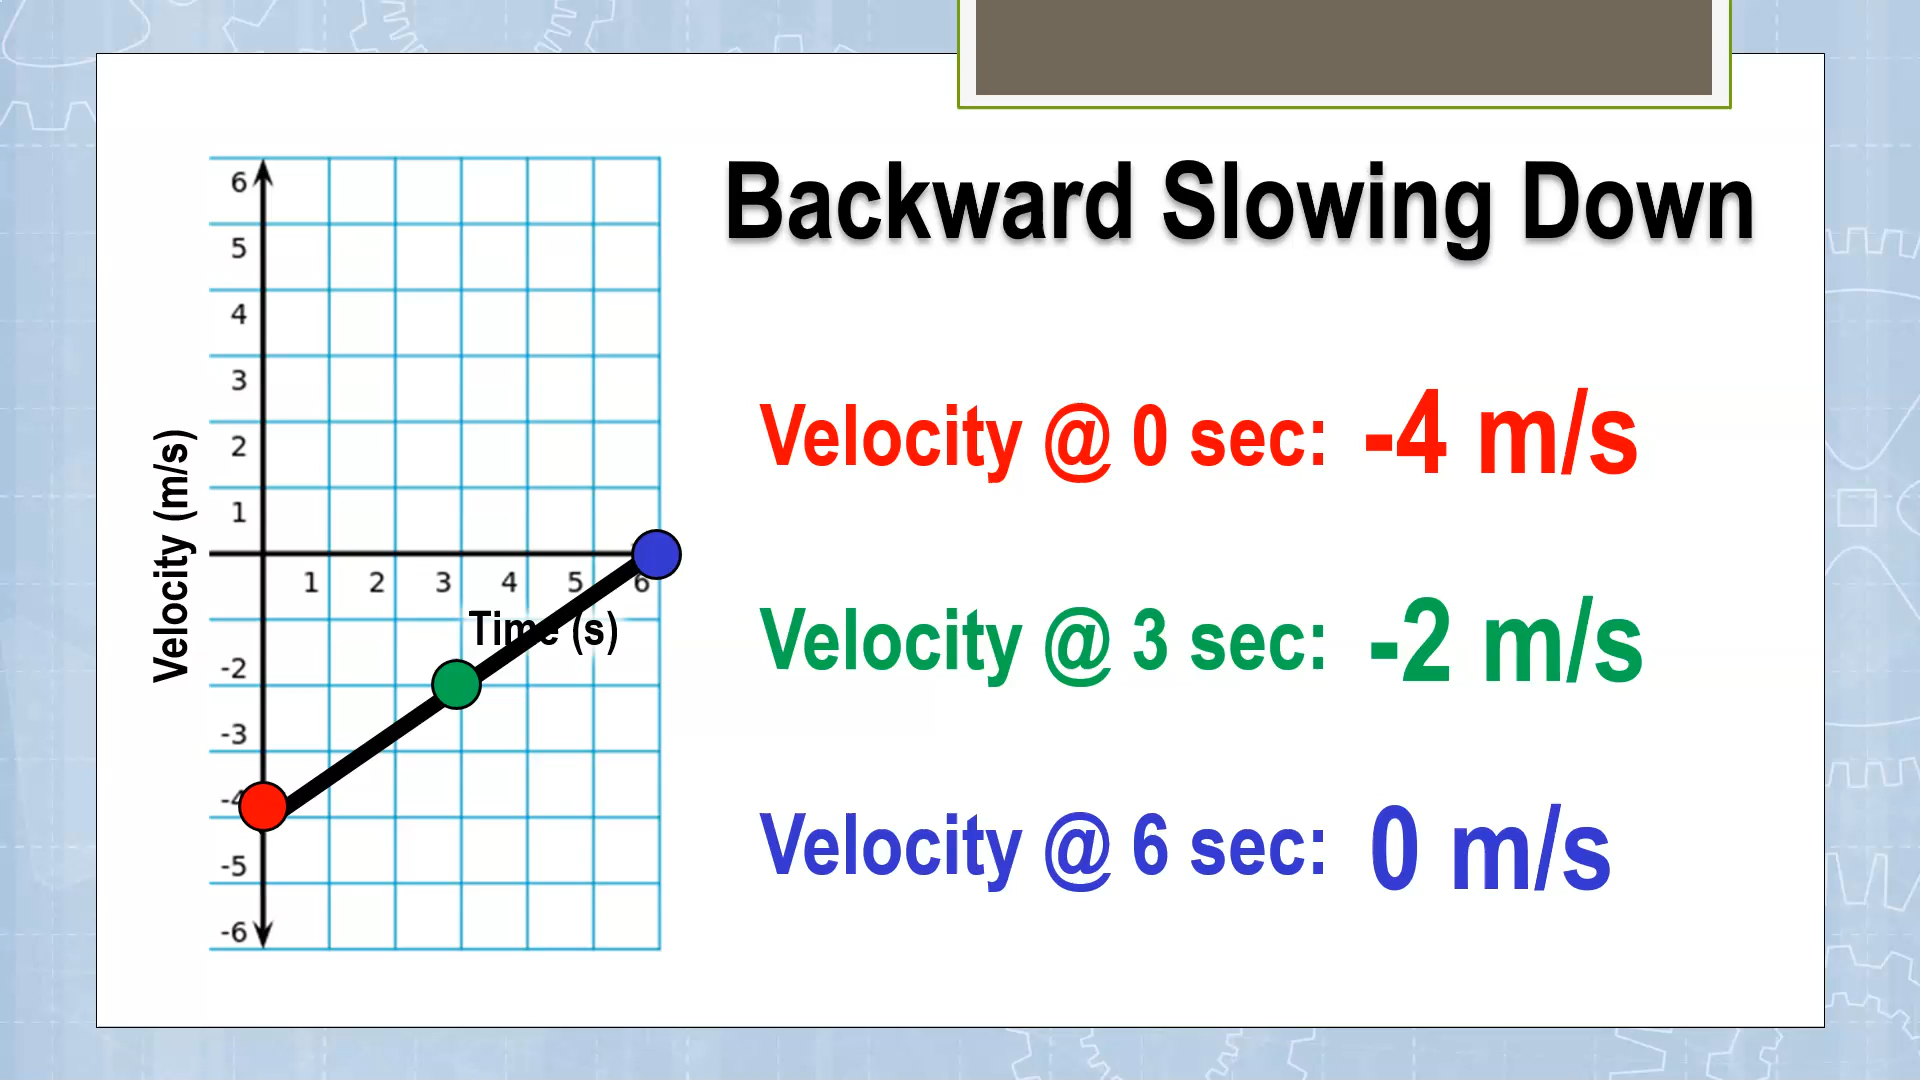 Backward Slowing Down
6
5
4
3
2
1
1 2 3 4 5 6
Time (s)
-2
-3
-4
-5
-6
Velocity (m/s)
Velocity @ 0 sec: -4 m/s
Velocity @ 3 sec: -2 m/s
Velocity @ 6 sec: 0 m/s